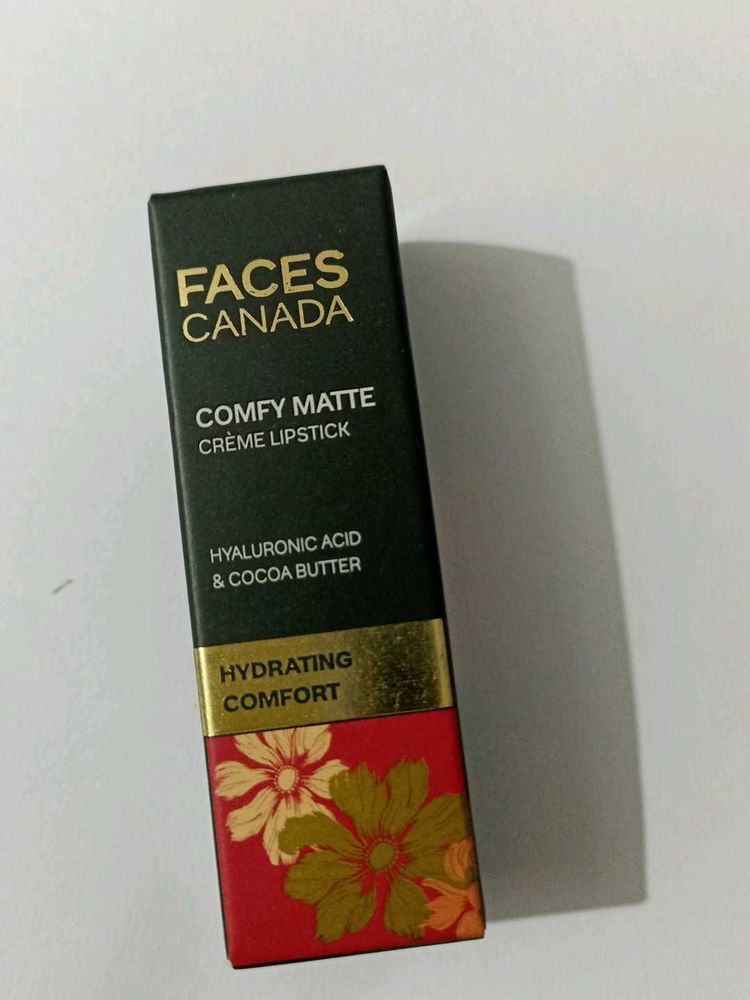 FACES
CANADA
COMFY MATTE
CRÈME LIPSTICK
HYALURONIC ACID
& COCOA BUTTER
HYDRATING
COMFORT